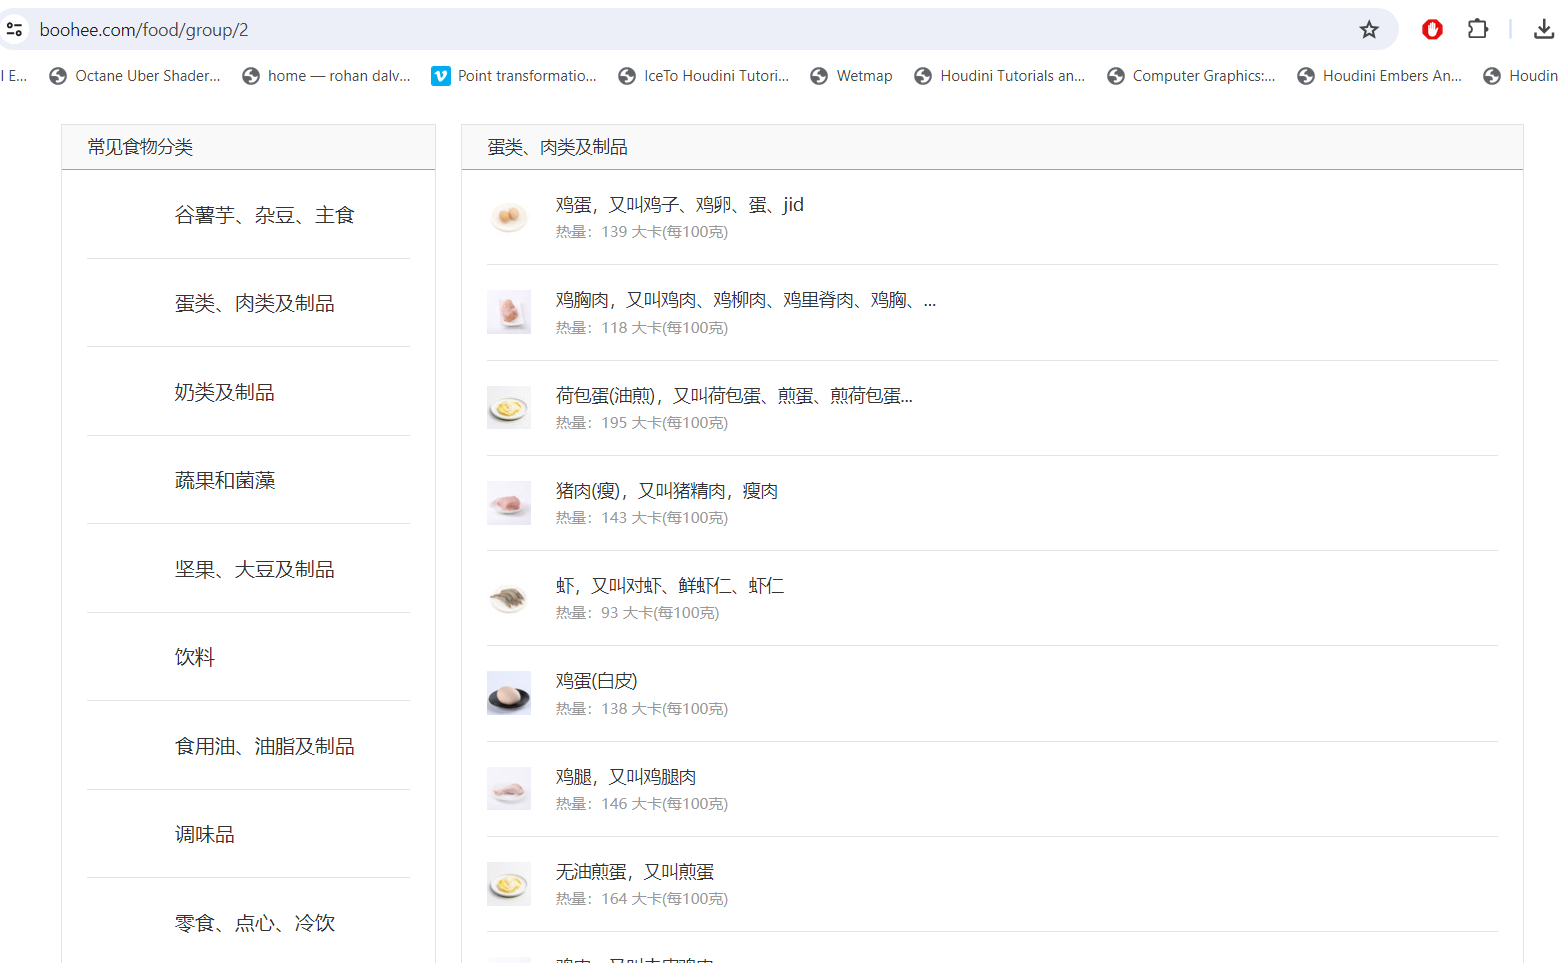 boohee.com/food/group/2
l E...
Octane Uber Shader...
home — rohan dalv...
Point transformatio...
IceTo Houdini Tutori...
Wetmap
Houdini Tutorials an...
Computer Graphics:...
Houdini Embers An...
Houdin
常见食物分类
谷薯芋、杂豆、主食
蛋类、肉类及制品
奶类及制品
蔬果和菌藻
坚果、大豆及制品
饮料
食用油、油脂及制品
调味品
零食、点心、冷饮
蛋类、肉类及制品
鸡蛋，又叫鸡子、鸡卵、蛋、jid
热量：139 大卡(每100克)
鸡胸肉，又叫鸡肉、鸡柳肉、鸡里脊肉、鸡胸、...
热量：118 大卡(每100克)
荷包蛋(油煎)，又叫荷包蛋、煎蛋、煎荷包蛋...
热量：195 大卡(每100克)
猪肉(瘦)，又叫猪精肉，瘦肉
热量：143 大卡(每100克)
虾，又叫对虾、鲜虾仁、虾仁
热量：93 大卡(每100克)
鸡蛋(白皮)
热量：138 大卡(每100克)
鸡腿，又叫鸡腿肉
热量：146 大卡(每100克)
无油煎蛋，又叫煎蛋
热量：164 大卡(每100克)